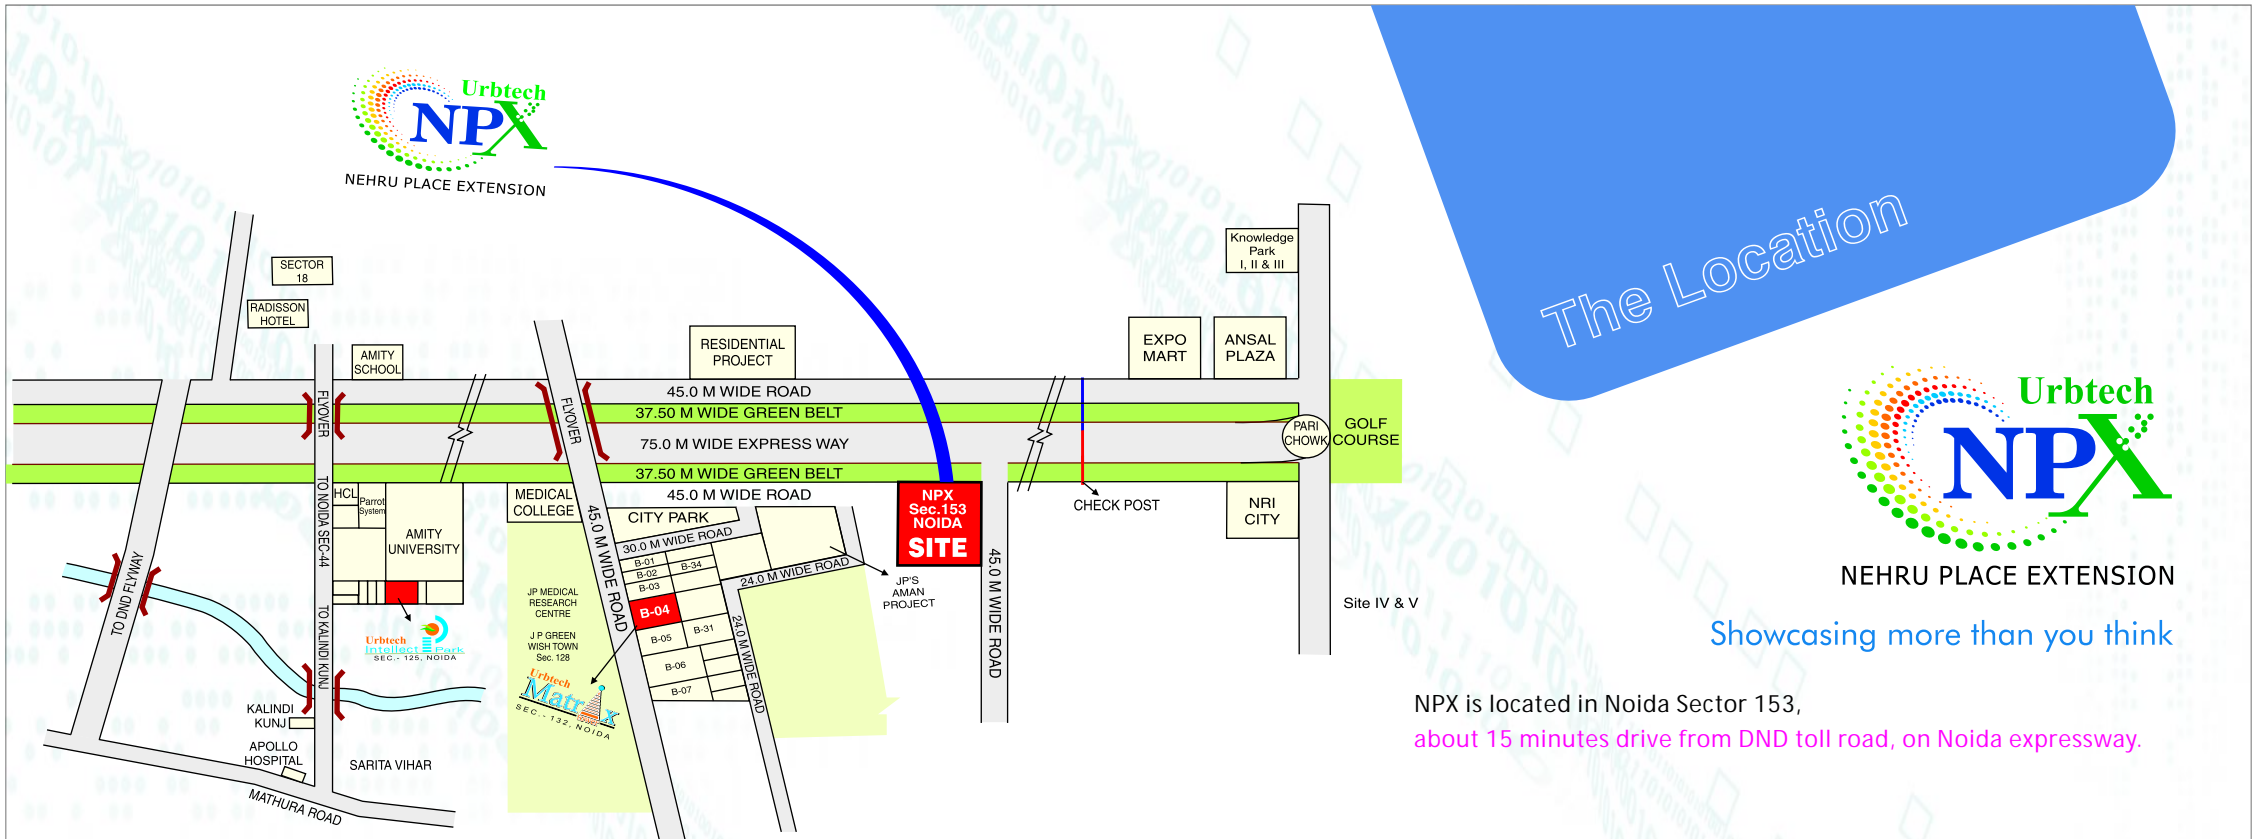 Urbtech
NPX
NEHRU PLACE EXTENSION
The Location
SECTOR
18
RADISSON
HOTEL
AMITY
SCHOOL
RESIDENTIAL
PROJECT
EXPO
MART
ANSAL
PLAZA
Knowledge
Park
I, II & III
45.0 M WIDE ROAD
37.50 M WIDE GREEN BELT
75.0 M WIDE EXPRESS WAY
37.50 M WIDE GREEN BELT
45.0 M WIDE ROAD
FLYOVER
FLYOVER
PARI
CHOWK
GOLF
COURSE
TO DND FLYWAY
TO NOIDA SEC-44
TO KALINDI KUNJ
HCL
Parrot
System
AMITY
UNIVERSITY
MEDICAL
COLLEGE
45.0 M WIDE ROAD
CITY PARK
30.0 M WIDE ROAD
B-01
B-02
B-03
B-34
B-04
B-05
B-31
B-06
B-07
24.0 M WIDE ROAD
24.0 M WIDE ROAD
JP'S
AMAN
PROJECT
NPX
Sec.153
NOIDA
SITE
45.0 M WIDE ROAD
CHECK POST
NRI
CITY
Site IV & V
JP MEDICAL
RESEARCH
CENTRE
J P GREEN
WISH TOWN
Sec. 128
Urbtech
Matrix
SEC.- 132, NOIDA
Urbtech
Intellect Park
SEC.- 125, NOIDA
KALINDI
KUNJ
APOLLO
HOSPITAL
SARITA VIHAR
MATHURA ROAD
Urbtech
NPX
NEHRU PLACE EXTENSION
Showcasing more than you think
NPX is located in Noida Sector 153,
about 15 minutes drive from DND toll road, on Noida expressway.